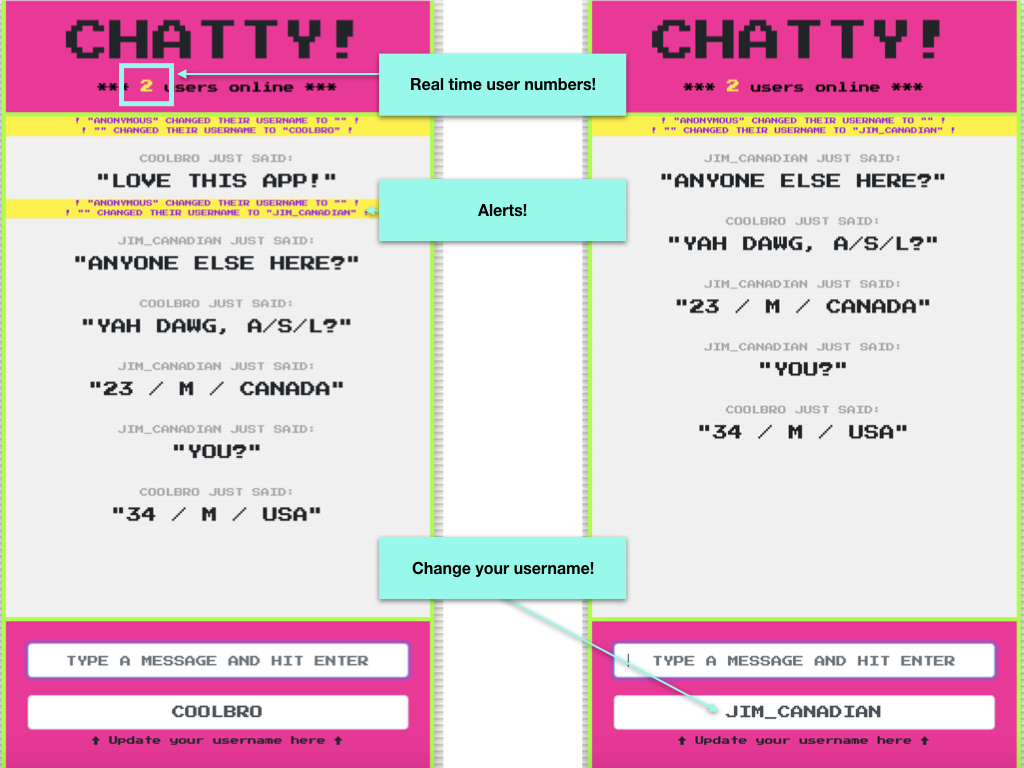 CHATTY!
*** 2 users online ***
! "ANONYMOUS" CHANGED THEIR USERNAME TO "" !
! "" CHANGED THEIR USERNAME TO "COOLBRO" !
COOLBRO JUST SAID:
"LOVE THIS APP!"
! "ANONYMOUS" CHANGED THEIR USERNAME TO "" !
! "" CHANGED THEIR USERNAME TO "JIM_CANADIAN" !
JIM_CANADIAN JUST SAID:
"ANYONE ELSE HERE?"
COOLBRO JUST SAID:
"YAH DAWG, A/S/L?"
JIM_CANADIAN JUST SAID:
"23 / M / CANADA"
JIM_CANADIAN JUST SAID:
"YOU?"
COOLBRO JUST SAID:
"34 / M / USA"
TYPE A MESSAGE AND HIT ENTER
COOLBRO
↑ Update your username here ↑
Real time user numbers!
Alerts!
Change your username!
CHATTY!
*** 2 users online ***
! "ANONYMOUS" CHANGED THEIR USERNAME TO "" !
! "" CHANGED THEIR USERNAME TO "JIM_CANADIAN" !
JIM_CANADIAN JUST SAID:
"ANYONE ELSE HERE?"
COOLBRO JUST SAID:
"YAH DAWG, A/S/L?"
JIM_CANADIAN JUST SAID:
"23 / M / CANADA"
JIM_CANADIAN JUST SAID:
"YOU?"
COOLBRO JUST SAID:
"34 / M / USA"
TYPE A MESSAGE AND HIT ENTER
JIM_CANADIAN
↑ Update your username here ↑